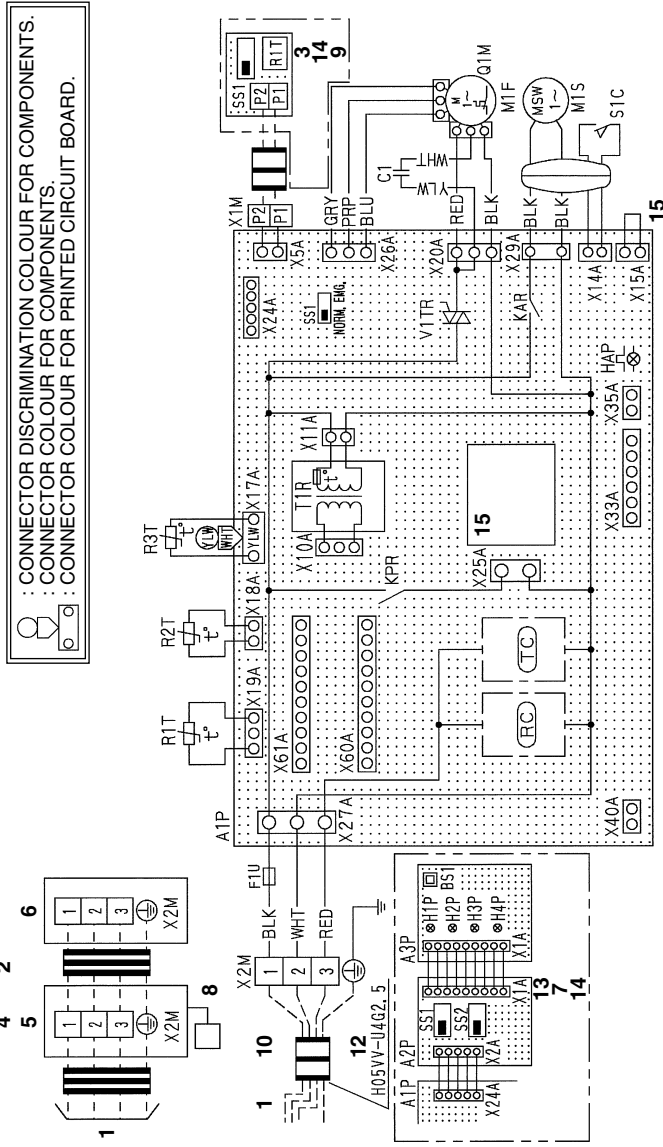 : CONNECTOR DISCRIMINATION COLOUR FOR COMPONENTS.
: CONNECTOR COLOUR FOR COMPONENTS.
: CONNECTOR COLOUR FOR PRINTED CIRCUIT BOARD.
2
4
5
6
1
1
2
3
X2M
1
2
3
X2M
8
R1T
t°
R2T
t°
R3T
t°
YLW
WHT
YLW
X19A
X18A
X17A
A1P
X61A
X60A
X27A
X10A
T1R
t°
X11A
X24A
SS1
NORM. EMG.
X1M
P2
P1
X5A
SS1
P2
P1
R1T
3
14
9
GRY
PRP
BLU
X26A
C1
YLW
WHT
RED
BLK
X20A
V1TR
M
1~
Q1M
M1F
BLK
BLK
X29A
KAR
MSW
1~
M1S
S1C
X14A
X15A
15
HAP
X35A
X33A
15
X25A
KPR
TC
RC
X40A
F1U
BLK
WHT
RED
X2M
1
2
3
10
1
12
H05VV-U4G2.5
A1P
X24A
A2P
X2A
SS1
SS2
X1A
A3P
X1A
BS1
H1P
H2P
H3P
H4P
13
7
14